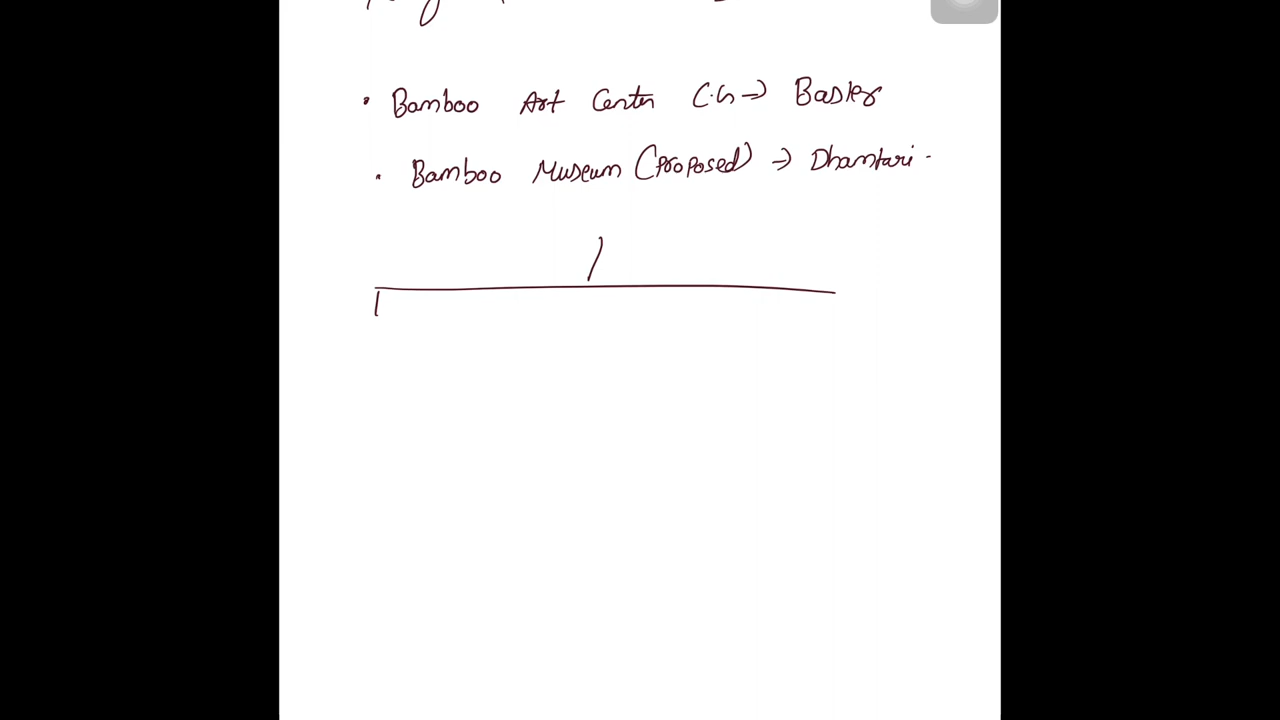 • Bamboo Art Center C.G → Baster
• Bamboo Museum (Proposed) → Dhamtari .